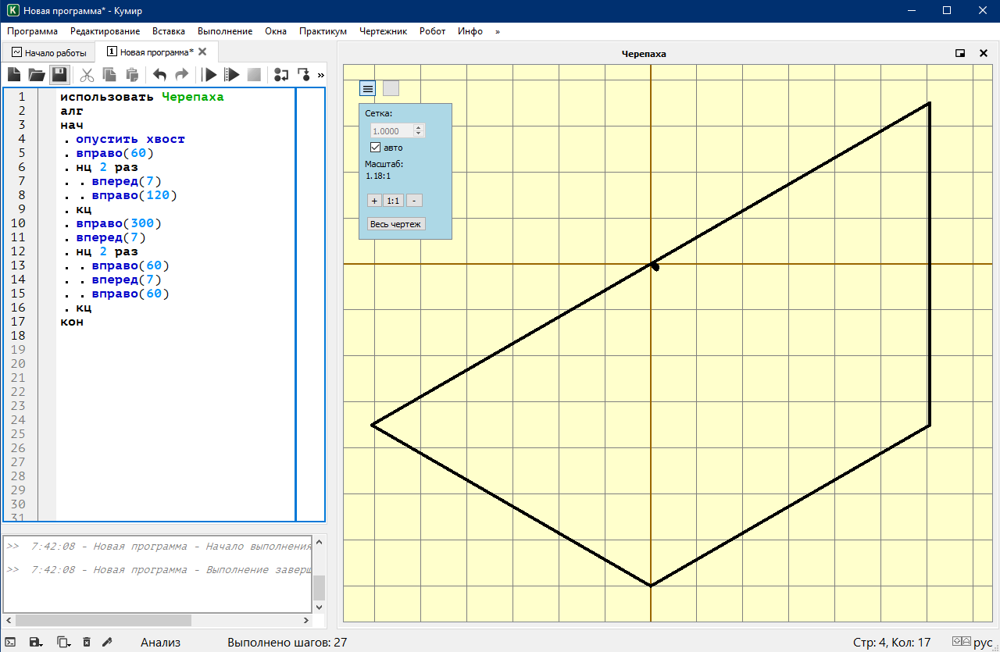 Новая программа* - Кумир
Программа Редактирование Вставка Выполнение Окна Практикум Чертежник Робот Инфо »
Начало работы
1 Новая программа*
»
1 использовать Черепаха
2 алг
3 нач
4 . опустить хвост
5 . вправо(60)
6 . нц 2 раз
7 . . вперед(7)
8 . . вправо(120)
9 . кц
10 . вправо(300)
11 . вперед(7)
12 . нц 2 раз
13 . . вправо(60)
14 . . вперед(7)
15 . . вправо(60)
16 . кц
17 кон
18
19
20
21
22
23
24
25
26
27
28
29
30
31
>> 7:42:08 - Новая программа - Начало выполнения
>> 7:42:08 - Новая программа - Выполнение заверш
Черепаха
Сетка:
1.0000
авто
Масштаб:
1.18:1
+ 1:1 -
Весь чертеж
Анализ Выполнено шагов: 27 Стр: 4, Кол: 17 рус